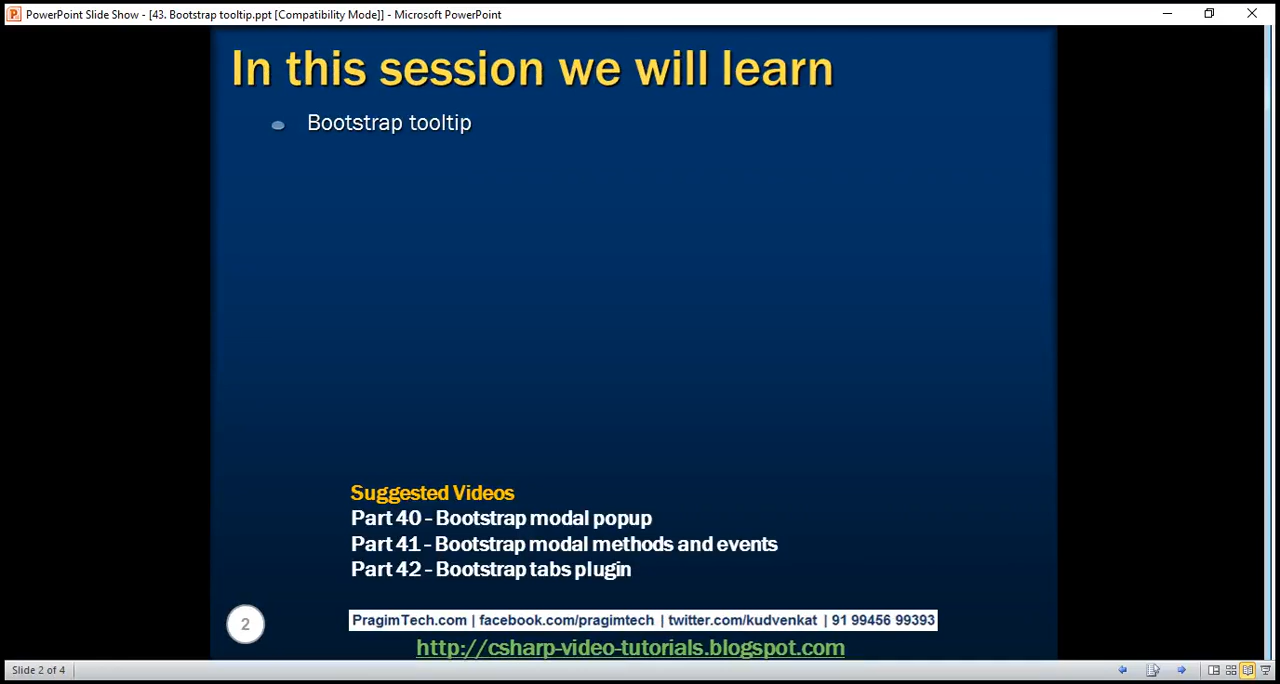 PowerPoint Slide Show - [43. Bootstrap tooltip.ppt [Compatibility Mode]] - Microsoft PowerPoint
In this session we will learn
Bootstrap tooltip
Suggested Videos
Part 40 - Bootstrap modal popup
Part 41 - Bootstrap modal methods and events
Part 42 - Bootstrap tabs plugin
PragimTech.com | facebook.com/pragimtech | twitter.com/kudvenkat | 91 99456 99393
2
http://csharp-video-tutorials.blogspot.com
Slide 2 of 4